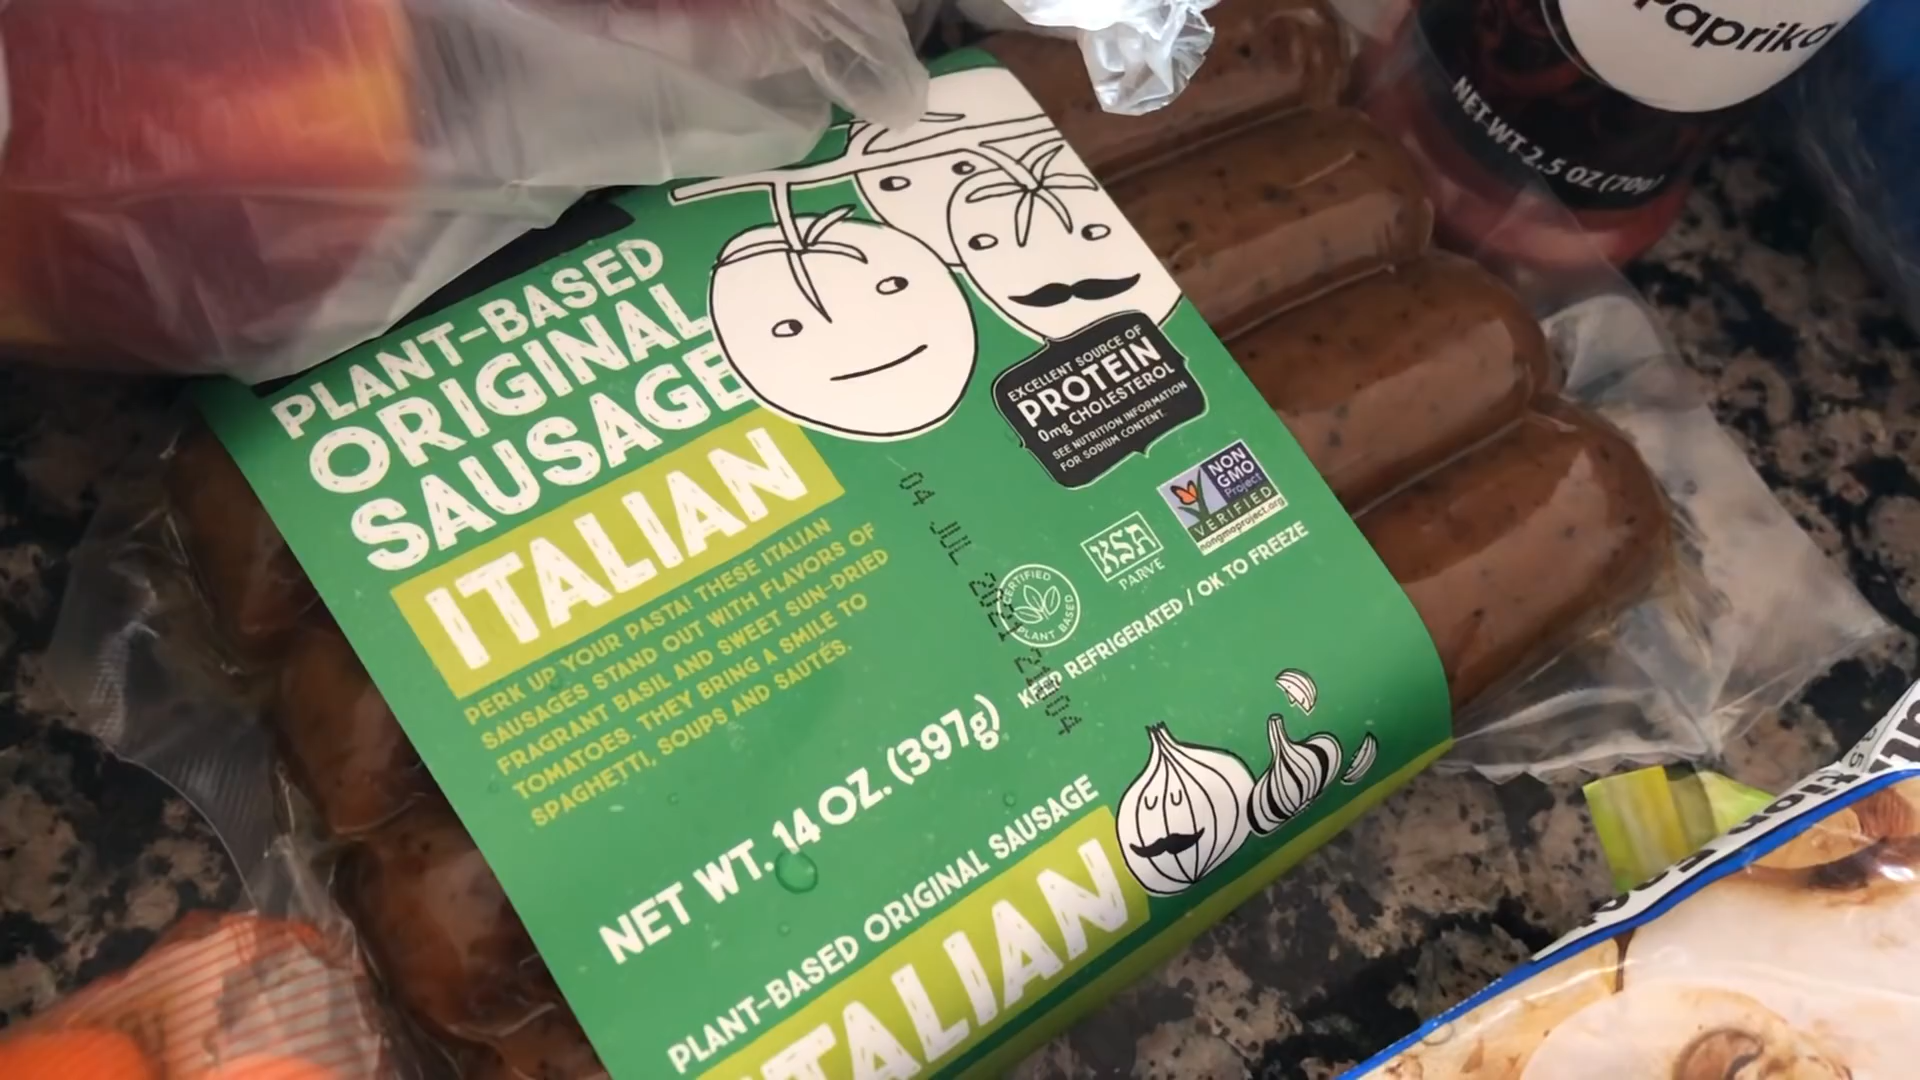 Paprika
NET WT 2.5 OZ (70g)
PLANT-BASED
ORIGINAL
SAUSAGE
ITALIAN
PERK UP YOUR PASTA! THESE ITALIAN
SAUSAGES STAND OUT WITH FLAVORS OF
FRAGRANT BASIL AND SWEET SUN-DRIED
TOMATOES. THEY BRING A SMILE TO
SPAGHETTI, SOUPS AND SAUTÉS.
EXCELLENT SOURCE OF
PROTEIN
0mg CHOLESTEROL
SEE NUTRITION INFORMATION
FOR SODIUM CONTENT.
NON
GMO
Project
VERIFIED
nongmoproject.org
KSA
PARVE
CERTIFIED
PLANT BASED
KEEP REFRIGERATED / OK TO FREEZE
NET WT. 14 OZ. (397g)
PLANT-BASED ORIGINAL SAUSAGE
ITALIAN